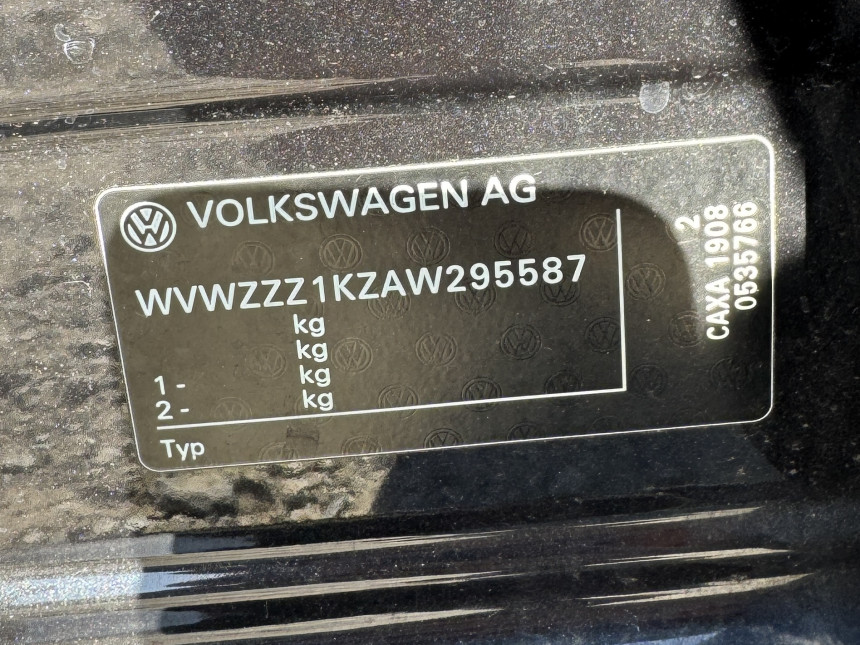 VOLKSWAGEN AG
WVWZZZ1KZAW295587
kg
kg
1 - kg
2 - kg
Typ
2
CAXA 1908
0535766